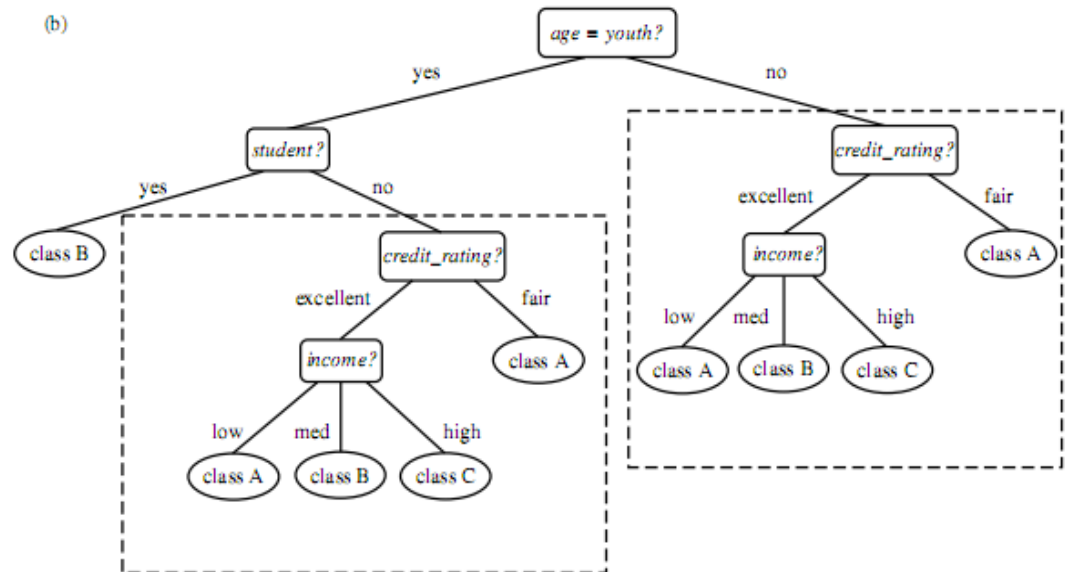 (b)
age = youth?
yes
no
student?
credit_rating?
yes
no
excellent
fair
class B
credit_rating?
income?
class A
excellent
fair
low
med
high
income?
class A
class A
class B
class C
low
med
high
class A
class B
class C